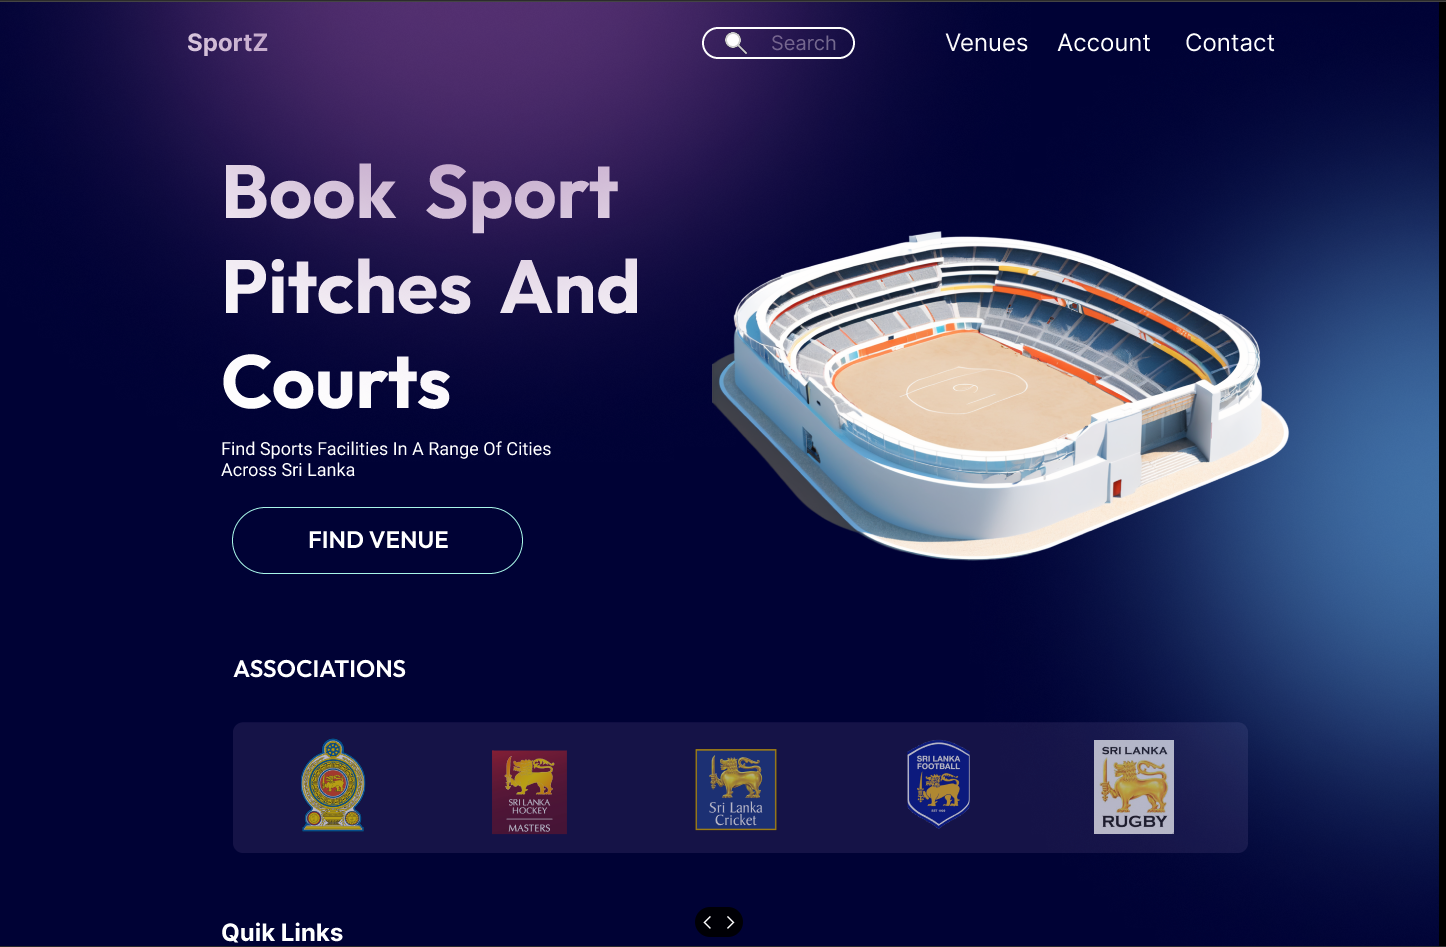 SportZ
Search
Venues Account Contact
Book Sport
Pitches And
Courts
Find Sports Facilities In A Range Of Cities
Across Sri Lanka
FIND VENUE
ASSOCIATIONS
SRI LANKA
HOCKEY
MASTERS
Sri Lanka
Cricket
SRI LANKA
FOOTBALL
SRI LANKA
RUGBY
Quik Links